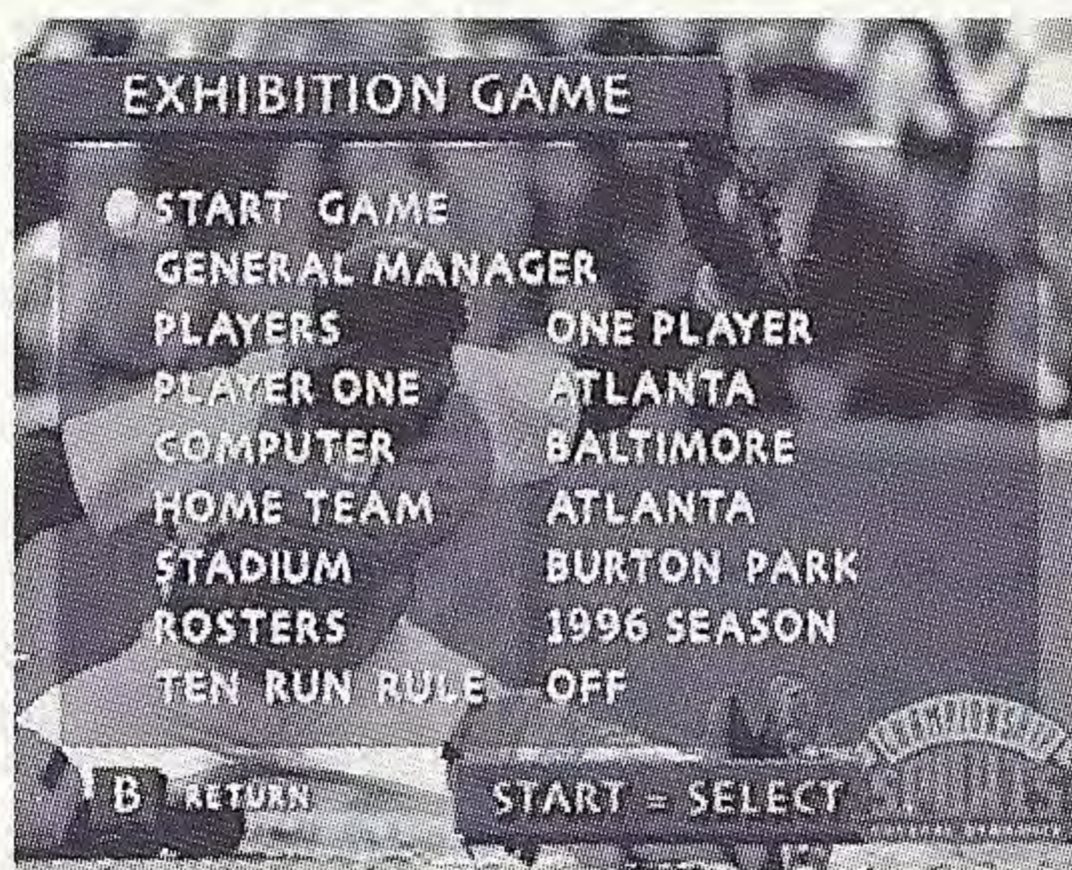 EXHIBITION GAME
START GAME
GENERAL MANAGER
PLAYERS ONE PLAYER
PLAYER ONE ATLANTA
COMPUTER BALTIMORE
HOME TEAM ATLANTA
STADIUM BURTON PARK
ROSTERS 1996 SEASON
TEN RUN RULE OFF
B RETURN START = SELECT